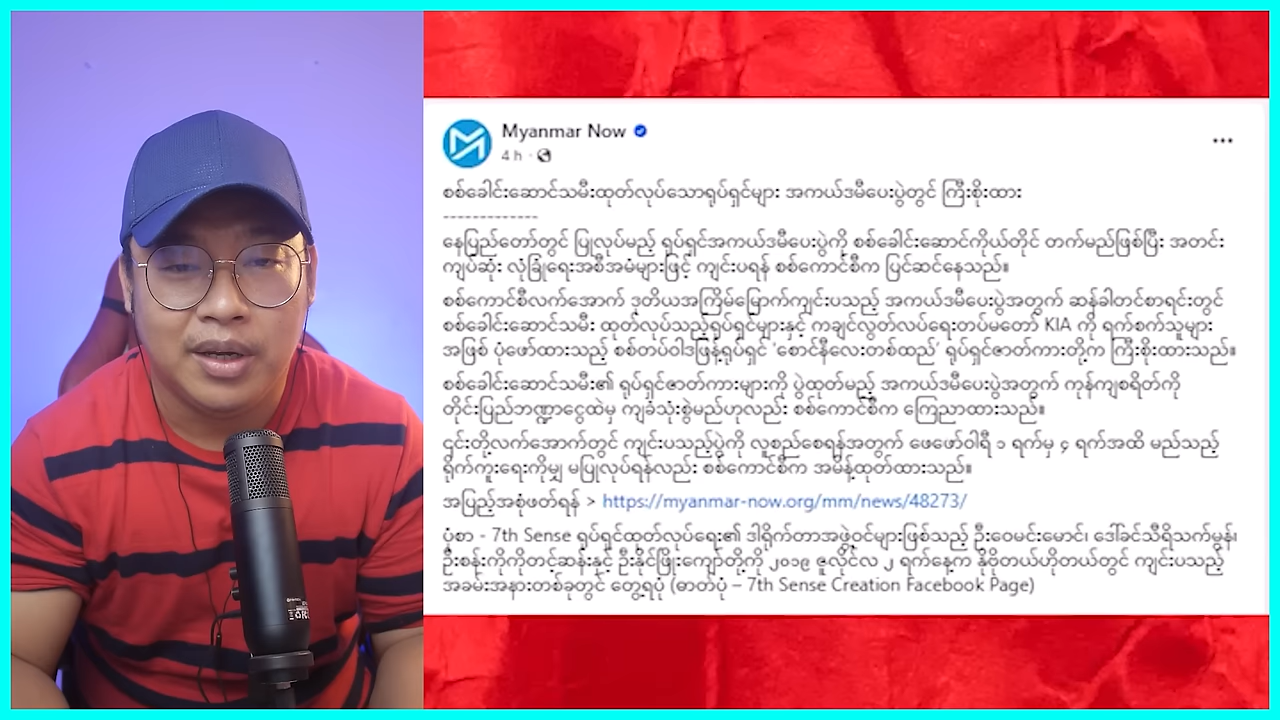 Myanmar Now
4 h
စစ်ခေါင်းဆောင်သမီးထုတ်လုပ်သောရုပ်ရှင်များ အကယ်ဒမီပေးပွဲတွင် ကြီးစိုးထား
-------------
နေပြည်တော်တွင် ပြုလုပ်မည့် ရုပ်ရှင်အကယ်ဒမီပေးပွဲကို စစ်ခေါင်းဆောင်ကိုယ်တိုင် တက်မည်ဖြစ်ပြီး အတင်း
ကျပ်ဆုံး လုံခြုံရေးအစီအမံများဖြင့် ကျင်းပရန် စစ်ကောင်စီက ပြင်ဆင်နေသည်။
စစ်ကောင်စီလက်အောက် ဒုတိယအကြိမ်မြောက်ကျင်းပသည့် အကယ်ဒမီပေးပွဲအတွက် ဆန်ခါတင်စာရင်းတွင်
စစ်ခေါင်းဆောင်သမီး ထုတ်လုပ်သည့်ရုပ်ရှင်များနှင့် ကချင်လွတ်လပ်ရေးတပ်မတော် KIA ကို ရက်စက်သူများ
အဖြစ် ပုံဖော်ထားသည့် စစ်တပ်ဝါဒဖြန့်ရုပ်ရှင် 'စောင်နီလေးတစ်ထည်' ရုပ်ရှင်ဇာတ်ကားတို့က ကြီးစိုးထားသည်။
စစ်ခေါင်းဆောင်သမီး၏ ရုပ်ရှင်ဇာတ်ကားများကို ပွဲထုတ်မည့် အကယ်ဒမီပေးပွဲအတွက် ကုန်ကျစရိတ်ကို
တိုင်းပြည်ဘဏ္ဍာငွေထဲမှ ကျခံသုံးစွဲမည်ဟုလည်း စစ်ကောင်စီက ကြေညာထားသည်။
၎င်းတို့လက်အောက်တွင် ကျင်းပသည့်ပွဲကို လူစည်စေရန်အတွက် ဖေဖော်ဝါရီ ၁ ရက်မှ ၄ ရက်အထိ မည်သည့်
ရိုက်ကူးရေးကိုမျှ မပြုလုပ်ရန်လည်း စစ်ကောင်စီက အမိန့်ထုတ်ထားသည်။
အပြည့်အစုံဖတ်ရန် > https://myanmar-now.org/mm/news/48273/
ပုံစာ - 7th Sense ရုပ်ရှင်ထုတ်လုပ်ရေး၏ ဒါရိုက်တာအဖွဲ့ဝင်များဖြစ်သည့် ဦးဝေမင်းမောင်၊ ဒေါ်ခင်သီရိသက်မွန်၊
ဦးစန်းကိုကိုတင်ဆန်းနှင့် ဦးနိုင်ဖြိုးကျော်တို့ကို ၂၀၁၉ ဇူလိုင်လ ၂ ရက်နေ့က နိုဗိုတယ်ဟိုတယ်တွင် ကျင်းပသည့်
အခမ်းအနားတစ်ခုတွင် တွေ့ရပုံ (ဓာတ်ပုံ – 7th Sense Creation Facebook Page)